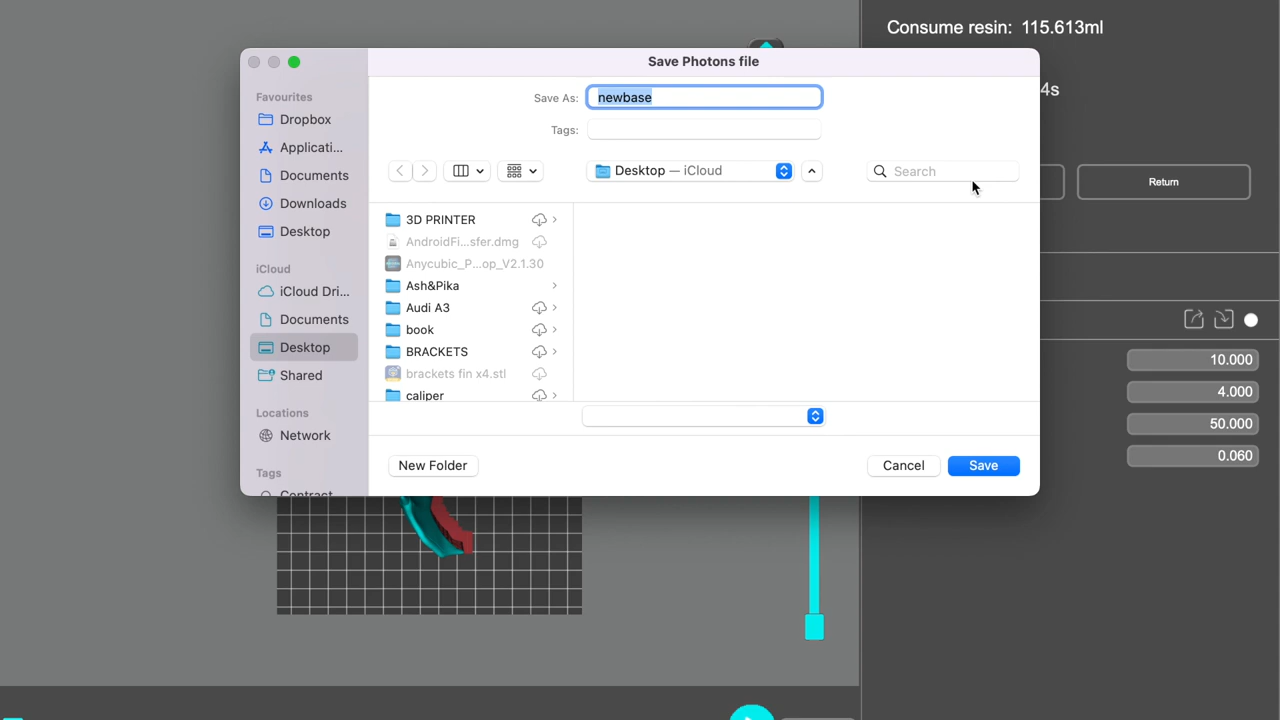 Consume resin: 115.613ml
4s
Return
10.000
4.000
50.000
0.060
Save Photons file
Save As: newbase
Tags:
Desktop — iCloud
Search
Favourites
Dropbox
Applicati...
Documents
Downloads
Desktop
iCloud
iCloud Dri...
Documents
Desktop
Shared
Locations
Network
Tags
Contract
3D PRINTER
AndroidFi...sfer.dmg
Anycubic_P...op_V2.1.30
Ash&Pika
Audi A3
book
BRACKETS
brackets fin x4.stl
caliper
New Folder
Cancel
Save